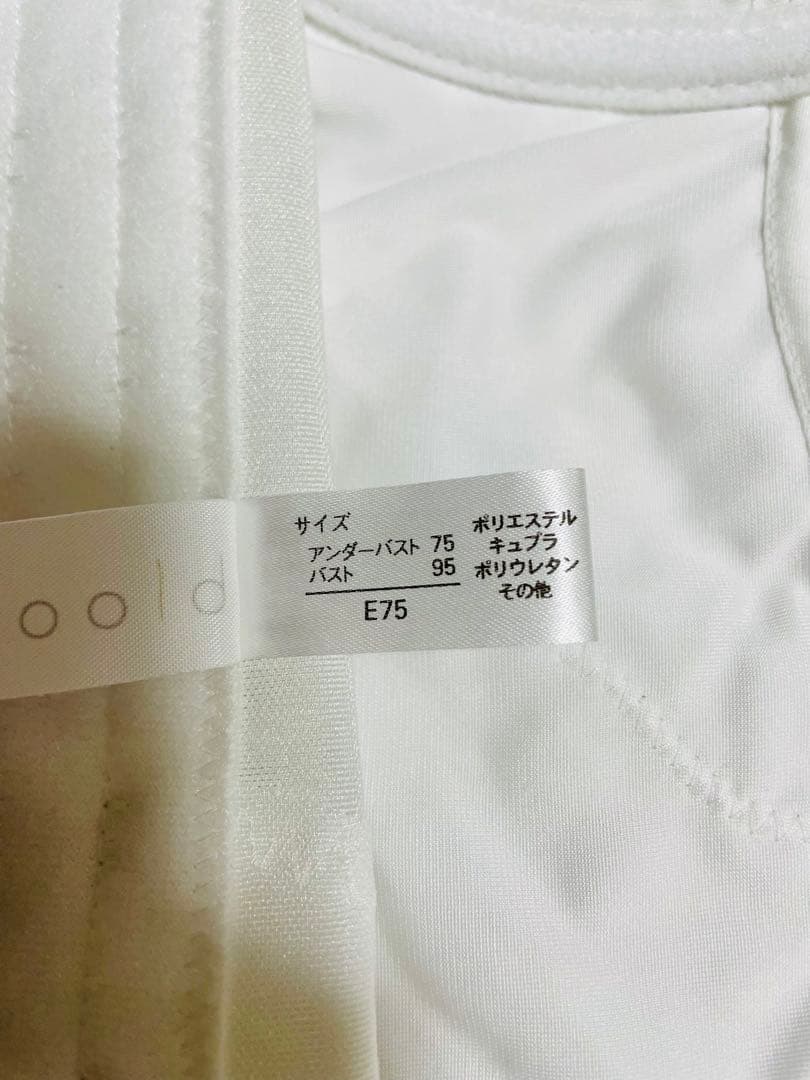 サイズ
アンダーバスト 75
バスト 95
E75
ポリエステル
キュプラ
ポリウレタン
その他